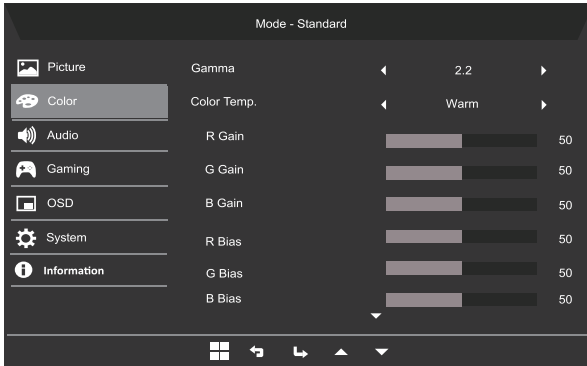 Mode - Standard
Picture
Color
Audio
Gaming
OSD
System
Information
Gamma 2.2
Color Temp. Warm
R Gain 50
G Gain 50
B Gain 50
R Bias 50
G Bias 50
B Bias 50